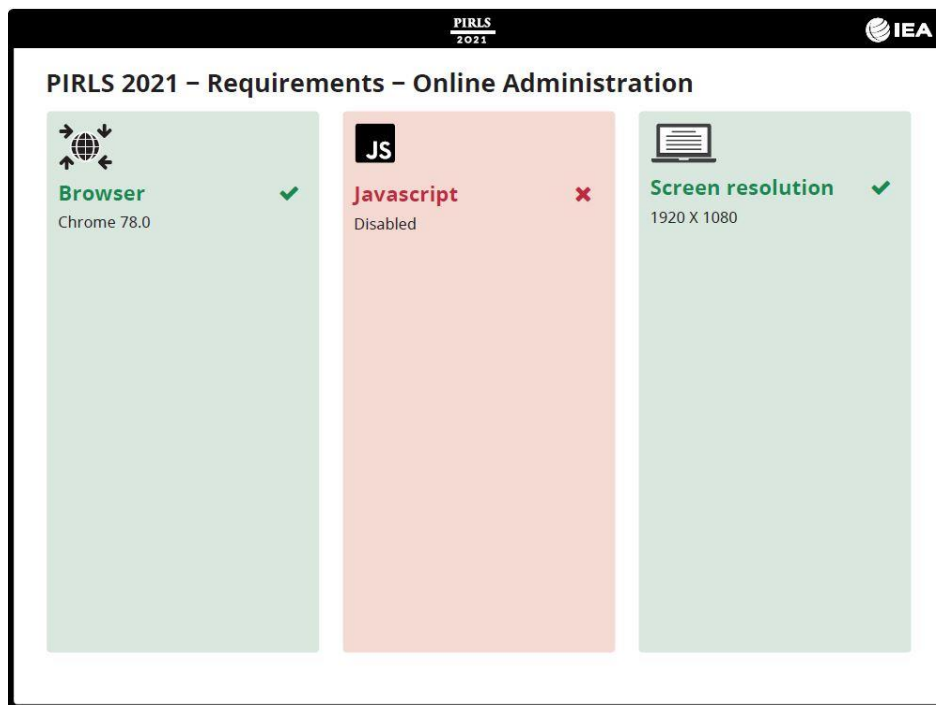 PIRLS
2021
IEA
PIRLS 2021 – Requirements – Online Administration
JS
Browser
Chrome 78.0
Javascript
Disabled
Screen resolution
1920 X 1080